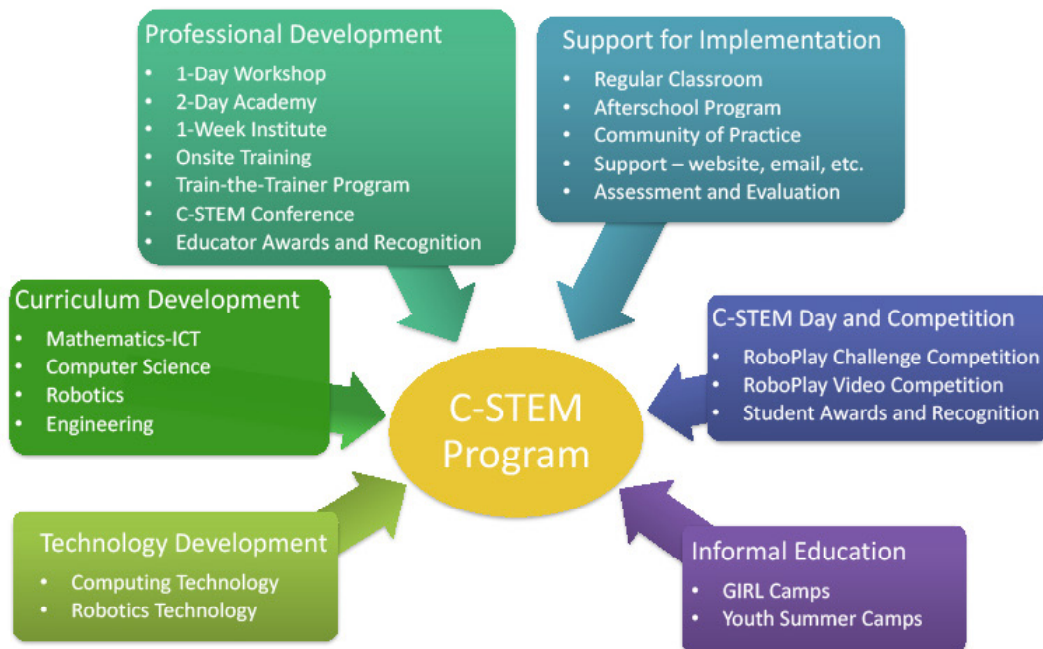 Professional Development
• 1-Day Workshop
• 2-Day Academy
• 1-Week Institute
• Onsite Training
• Train-the-Trainer Program
• C-STEM Conference
• Educator Awards and Recognition
Support for Implementation
• Regular Classroom
• Afterschool Program
• Community of Practice
• Support – website, email, etc.
• Assessment and Evaluation
Curriculum Development
• Mathematics-ICT
• Computer Science
• Robotics
• Engineering
C-STEM
Program
C-STEM Day and Competition
• RoboPlay Challenge Competition
• RoboPlay Video Competition
• Student Awards and Recognition
Technology Development
• Computing Technology
• Robotics Technology
Informal Education
• GIRL Camps
• Youth Summer Camps